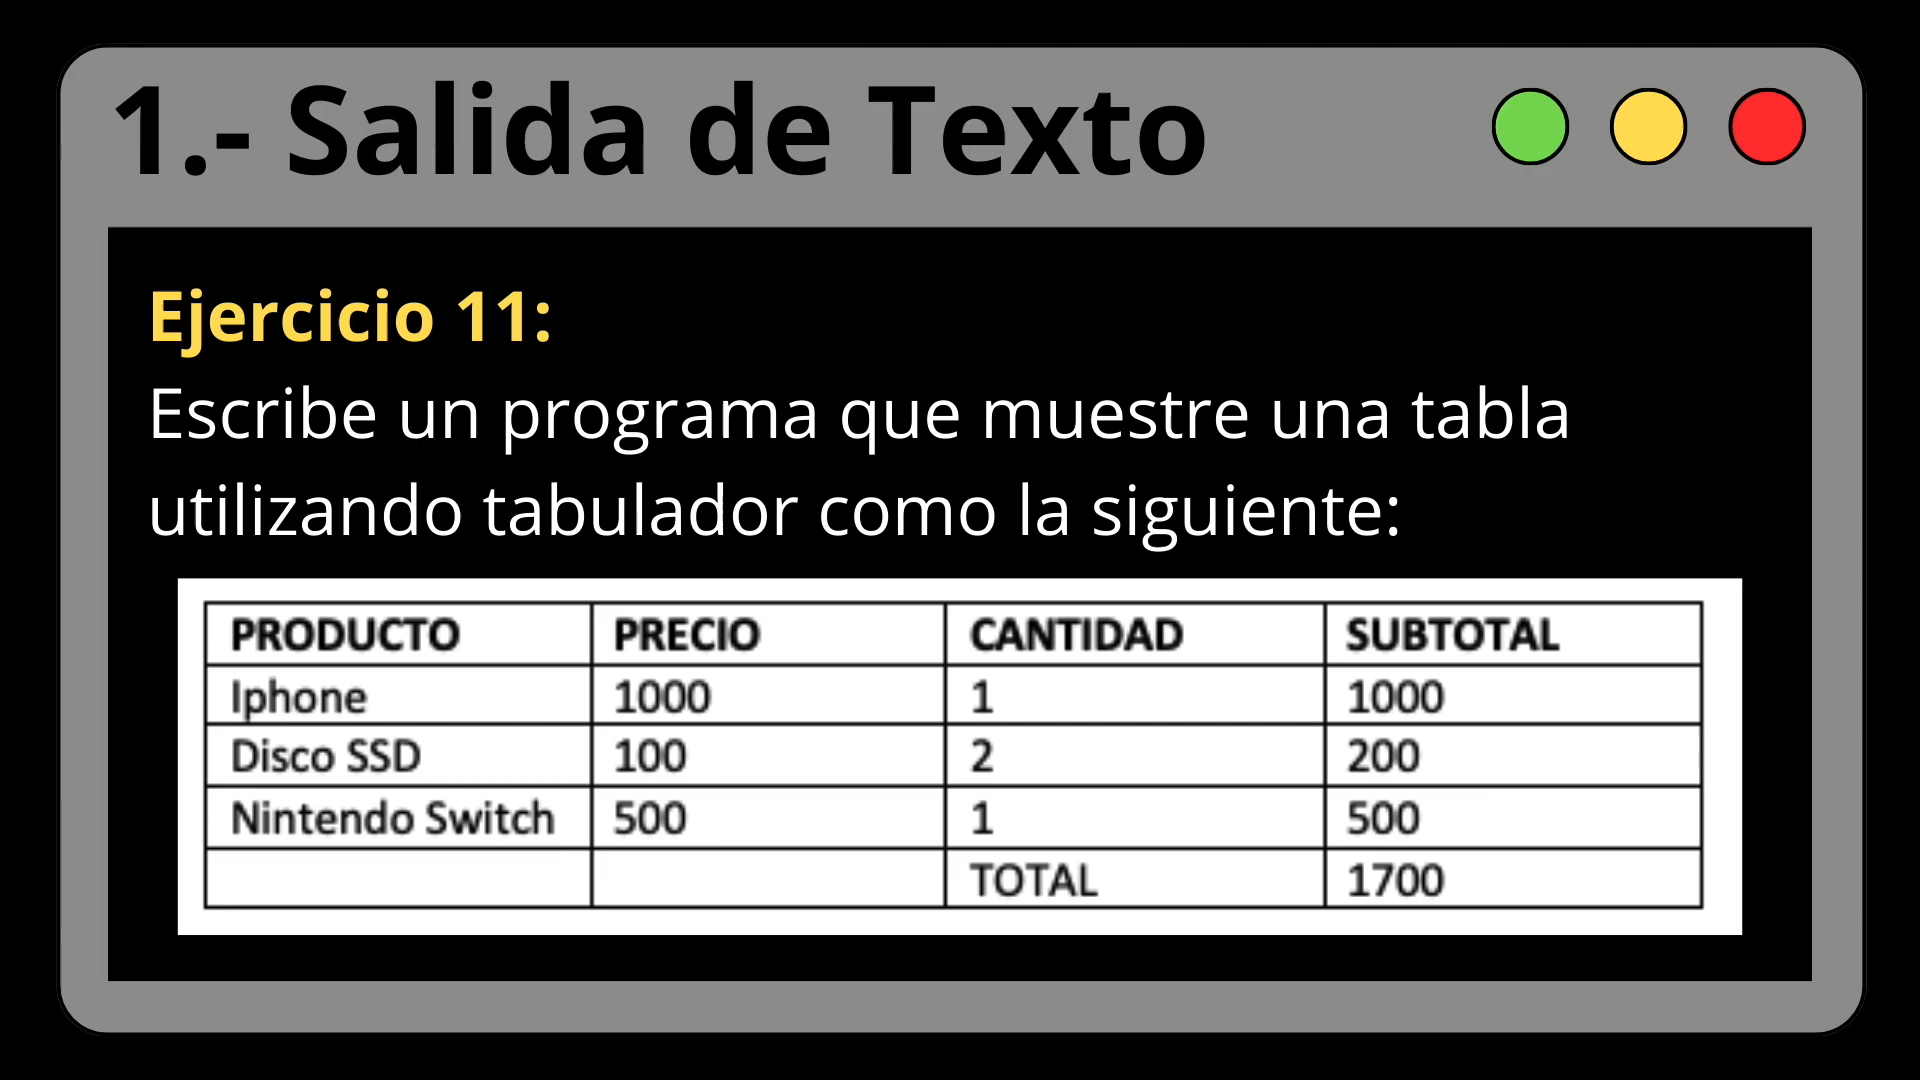 1.- Salida de Texto
Ejercicio 11:
Escribe un programa que muestre una tabla
utilizando tabulador como la siguiente:
PRODUCTO PRECIO CANTIDAD SUBTOTAL
Iphone 1000 1 1000
Disco SSD 100 2 200
Nintendo Switch 500 1 500
TOTAL 1700